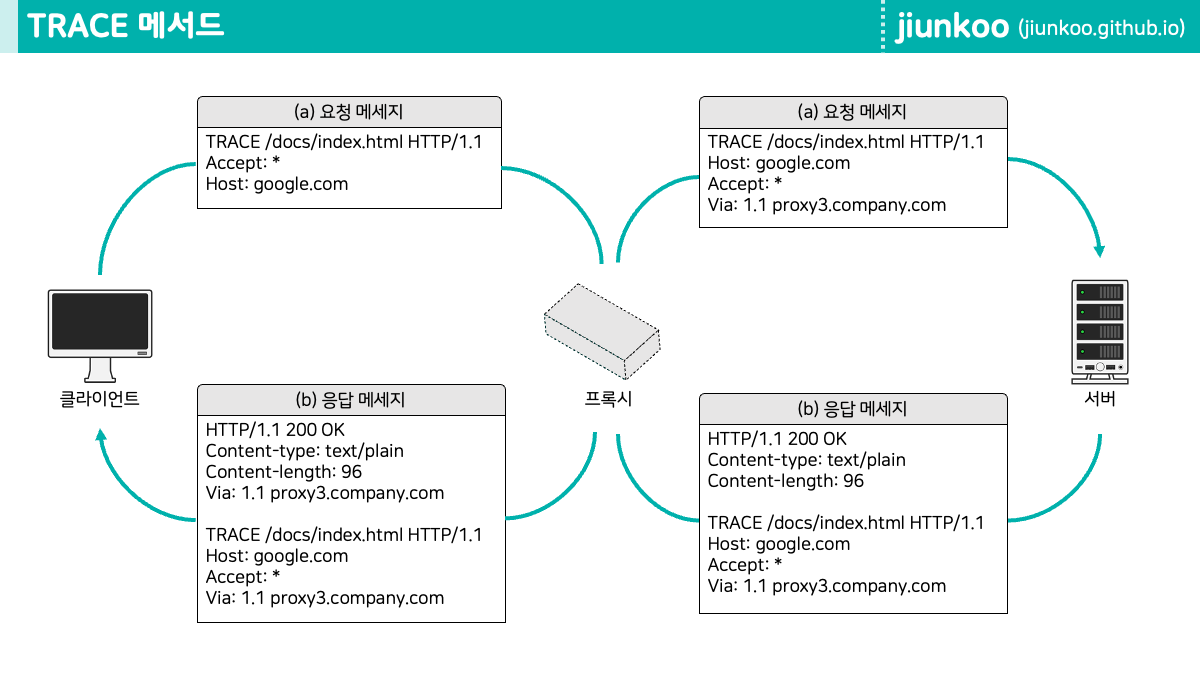 TRACE 메서드
jiunkoo (jiunkoo.github.io)
(a) 요청 메세지
TRACE /docs/index.html HTTP/1.1
Accept: *
Host: google.com
(a) 요청 메세지
TRACE /docs/index.html HTTP/1.1
Host: google.com
Accept: *
Via: 1.1 proxy3.company.com
클라이언트
프록시
서버
(b) 응답 메세지
HTTP/1.1 200 OK
Content-type: text/plain
Content-length: 96
Via: 1.1 proxy3.company.com
TRACE /docs/index.html HTTP/1.1
Host: google.com
Accept: *
Via: 1.1 proxy3.company.com
(b) 응답 메세지
HTTP/1.1 200 OK
Content-type: text/plain
Content-length: 96
TRACE /docs/index.html HTTP/1.1
Host: google.com
Accept: *
Via: 1.1 proxy3.company.com